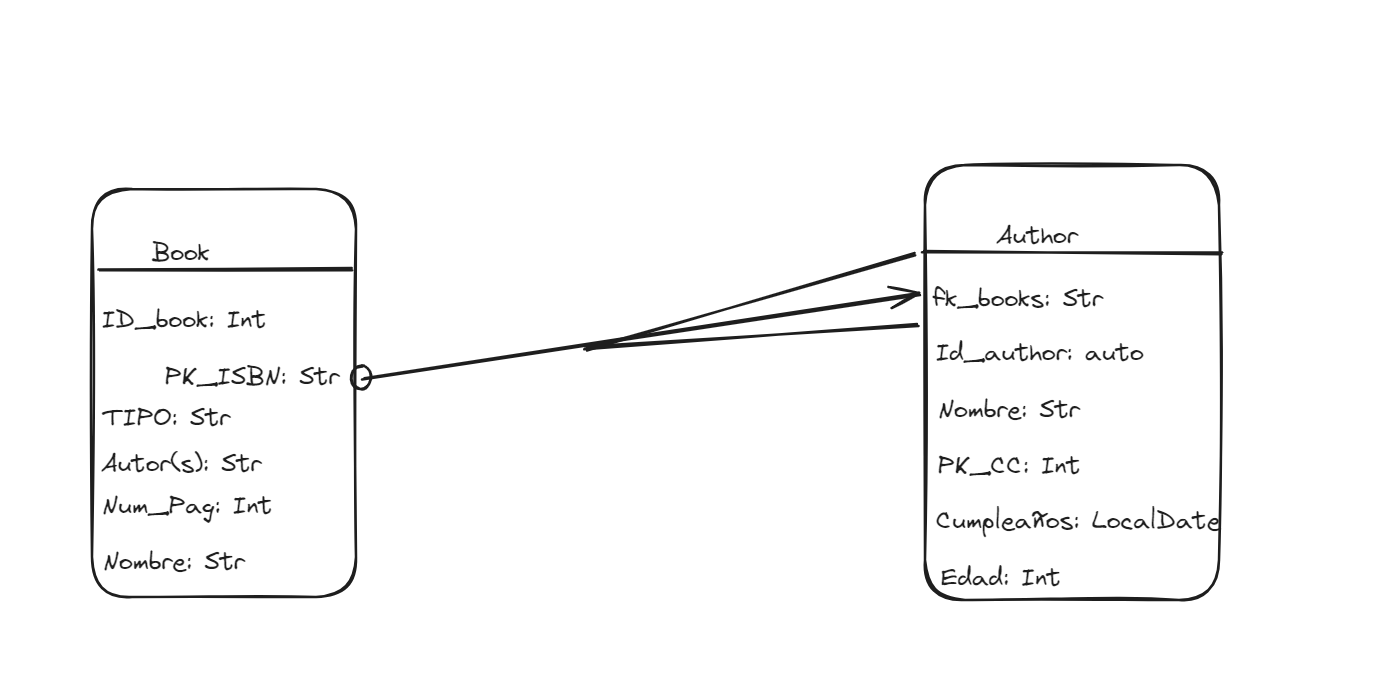 Book
ID_book: Int
PK_ISBN: Str
TIPO: Str
Autor(s): Str
Num_Pag: Int
Nombre: Str
Author
fk_books: Str
Id_author: auto
Nombre: Str
PK_CC: Int
Cumpleaños: LocalDate
Edad: Int